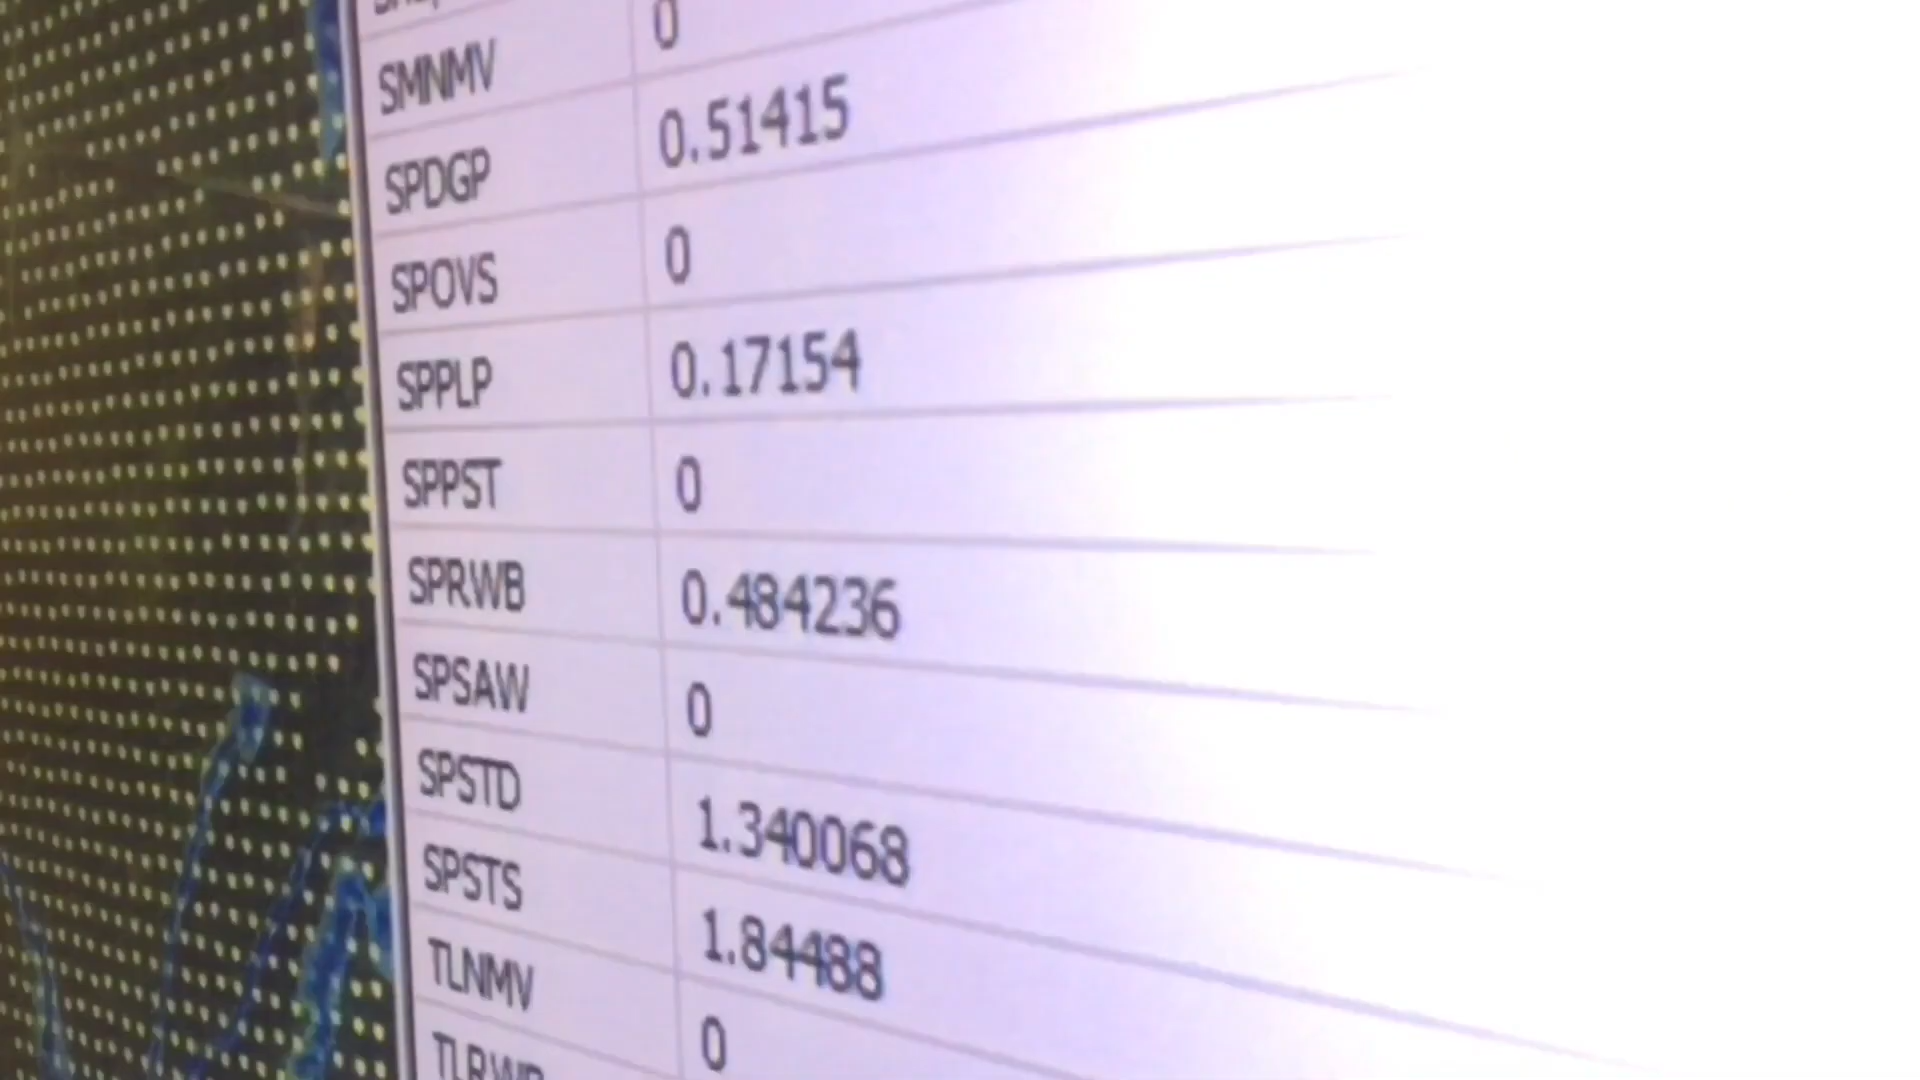 SMNMV 0
SPDGP 0.51415
SPOVS 0
SPPLP 0.17154
SPPST 0
SPRWB 0.484236
SPSAW 0
SPSTD 1.340068
SPSTS 1.84488
TLNMV 0
TLRWB